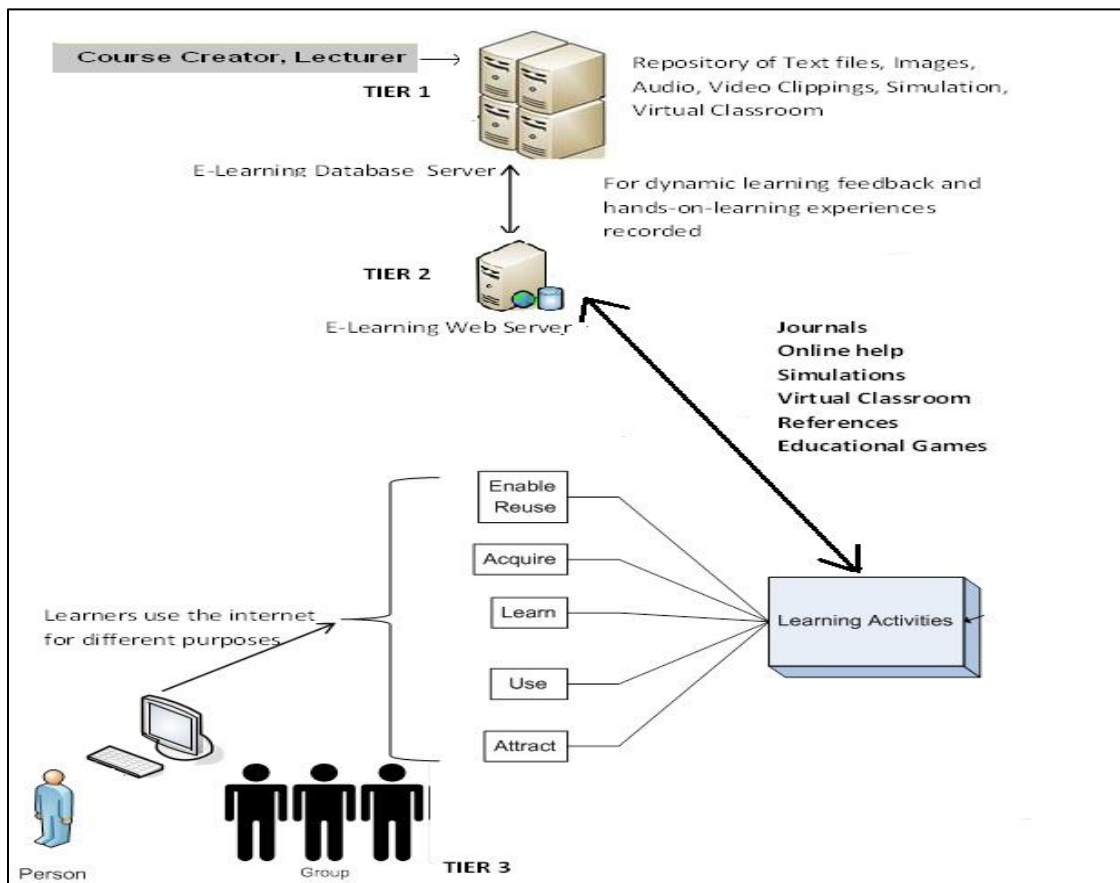 Course Creator, Lecturer
TIER 1
Repository of Text files, Images,
Audio, Video Clippings, Simulation,
Virtual Classroom
E-Learning Database Server
For dynamic learning feedback and
hands-on-learning experiences
recorded
TIER 2
E-Learning Web Server
Journals
Online help
Simulations
Virtual Classroom
References
Educational Games
Enable
Reuse
Acquire
Learn
Use
Attract
Learning Activities
Learners use the internet
for different purposes
Person
Group
TIER 3